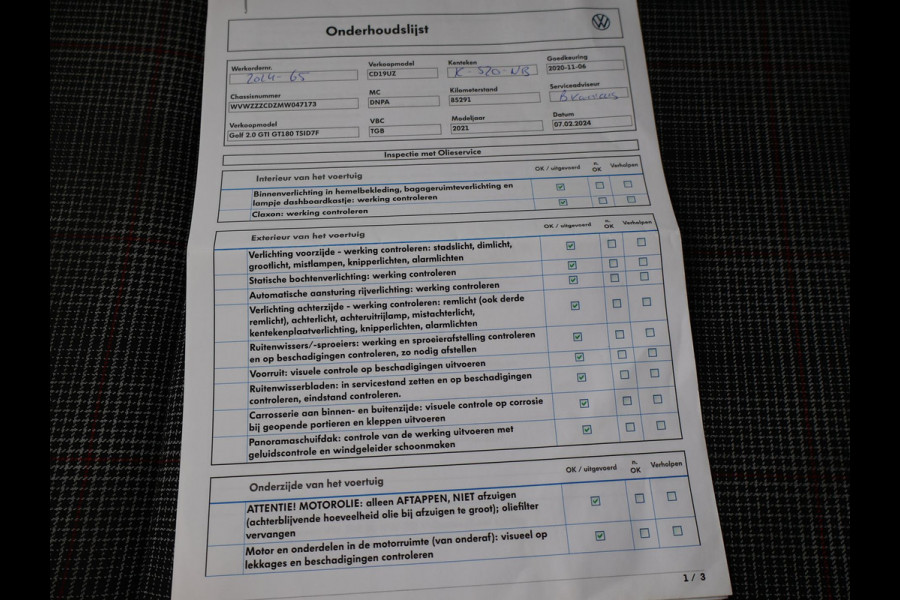 Onderhoudslijst
Werkordernr. Verkoopmodel Kenteken Goedkeuring
2024-65 CD19UZ K-520-NB 2020-11-06
Chassisnummer MC Kilometerstand Serviceadviseur
WVWZZZCDZMW047173 DNPA 85291
Verkoopmodel VBC Modeljaar Datum
Golf 2.0 GTI GT180 TSID7F TGB 2021 07.02.2024
Inspectie met Olieservice
Interieur van het voertuig OK / uitgevoerd n. OK Verholpen
Binnenverlichting in hemelbekleding, bagageruimteverlichting en
lampje dashboardkastje: werking controleren
Claxon: werking controleren
Exterieur van het voertuig OK / uitgevoerd n. OK Verholpen
Verlichting voorzijde - werking controleren: stadslicht, dimlicht,
grootlicht, mistlampen, knipperlichten, alarmlichten
Statische bochtenverlichting: werking controleren
Automatische aansturing rijverlichting: werking controleren
Verlichting achterzijde - werking controleren: remlicht (ook derde
remlicht), achterlicht, achteruitrijlamp, mistachterlicht,
kentekenplaatverlichting, knipperlichten, alarmlichten
Ruitenwissers/-sproeiers: werking en sproeierafstelling controleren
en op beschadigingen controleren, zo nodig afstellen
Voorruit: visuele controle op beschadigingen uitvoeren
Ruitenwisserbladen: in servicestand zetten en op beschadigingen
controleren, eindstand controleren.
Carrosserie aan binnen- en buitenzijde: visuele controle op corrosie
bij geopende portieren en kleppen uitvoeren
Panoramaschuifdak: controle van de werking uitvoeren met
geluidscontrole en windgeleider schoonmaken
Onderzijde van het voertuig OK / uitgevoerd n. OK Verholpen
ATTENTIE! MOTOROLIE: alleen AFTAPPEN, NIET afzuigen
(achterblijvende hoeveelheid olie bij afzuigen te groot); oliefilter
vervangen
Motor en onderdelen in de motorruimte (van onderaf): visueel op
lekkages en beschadigingen controleren
1 / 3